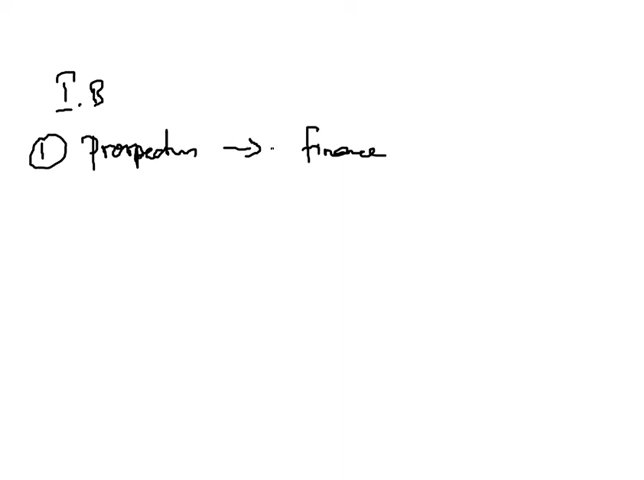 I.B
① Prospectus → finance